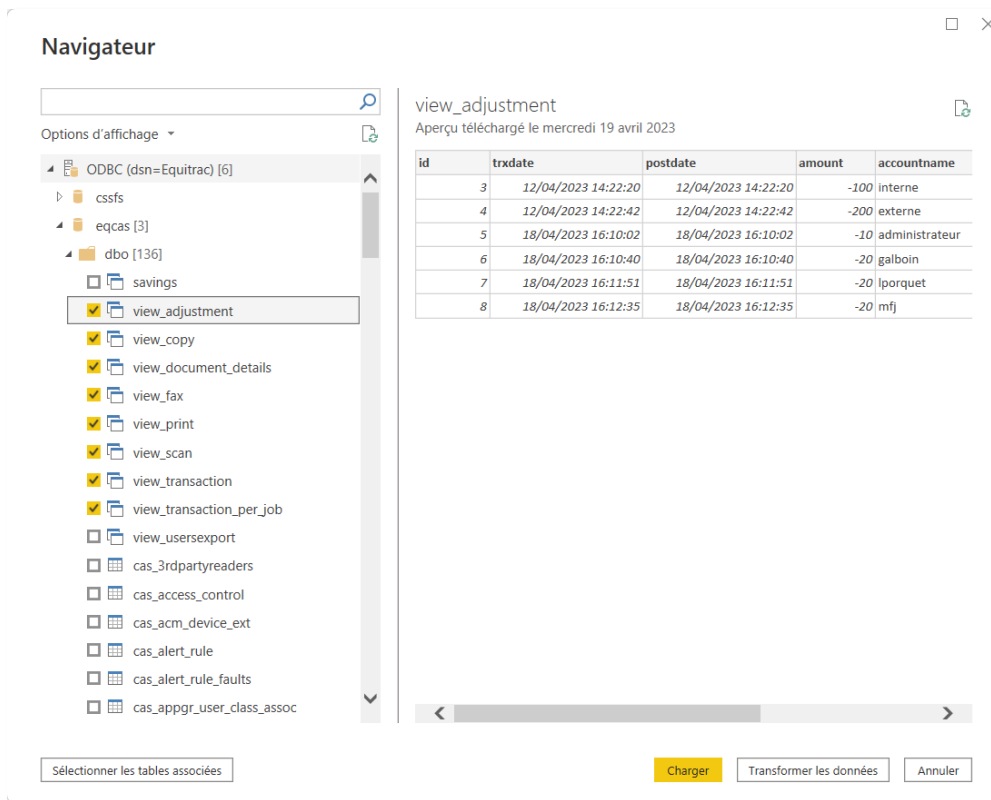 Navigateur
Options d'affichage
ODBC (dsn=Equitrac) [6]
cssfs
eqcas [3]
dbo [136]
savings
view_adjustment
view_copy
view_document_details
view_fax
view_print
view_scan
view_transaction
view_transaction_per_job
view_usersexport
cas_3rdpartyreaders
cas_access_control
cas_acm_device_ext
cas_alert_rule
cas_alert_rule_faults
cas_appgr_user_class_assoc
view_adjustment
Aperçu téléchargé le mercredi 19 avril 2023
id trxdate postdate amount accountname
3 12/04/2023 14:22:20 12/04/2023 14:22:20 -100 interne
4 12/04/2023 14:22:42 12/04/2023 14:22:42 -200 externe
5 18/04/2023 16:10:02 18/04/2023 16:10:02 -10 administrateur
6 18/04/2023 16:10:40 18/04/2023 16:10:40 -20 galboin
7 18/04/2023 16:11:51 18/04/2023 16:11:51 -20 lporquet
8 18/04/2023 16:12:35 18/04/2023 16:12:35 -20 mfj
Sélectionner les tables associées
Charger
Transformer les données
Annuler